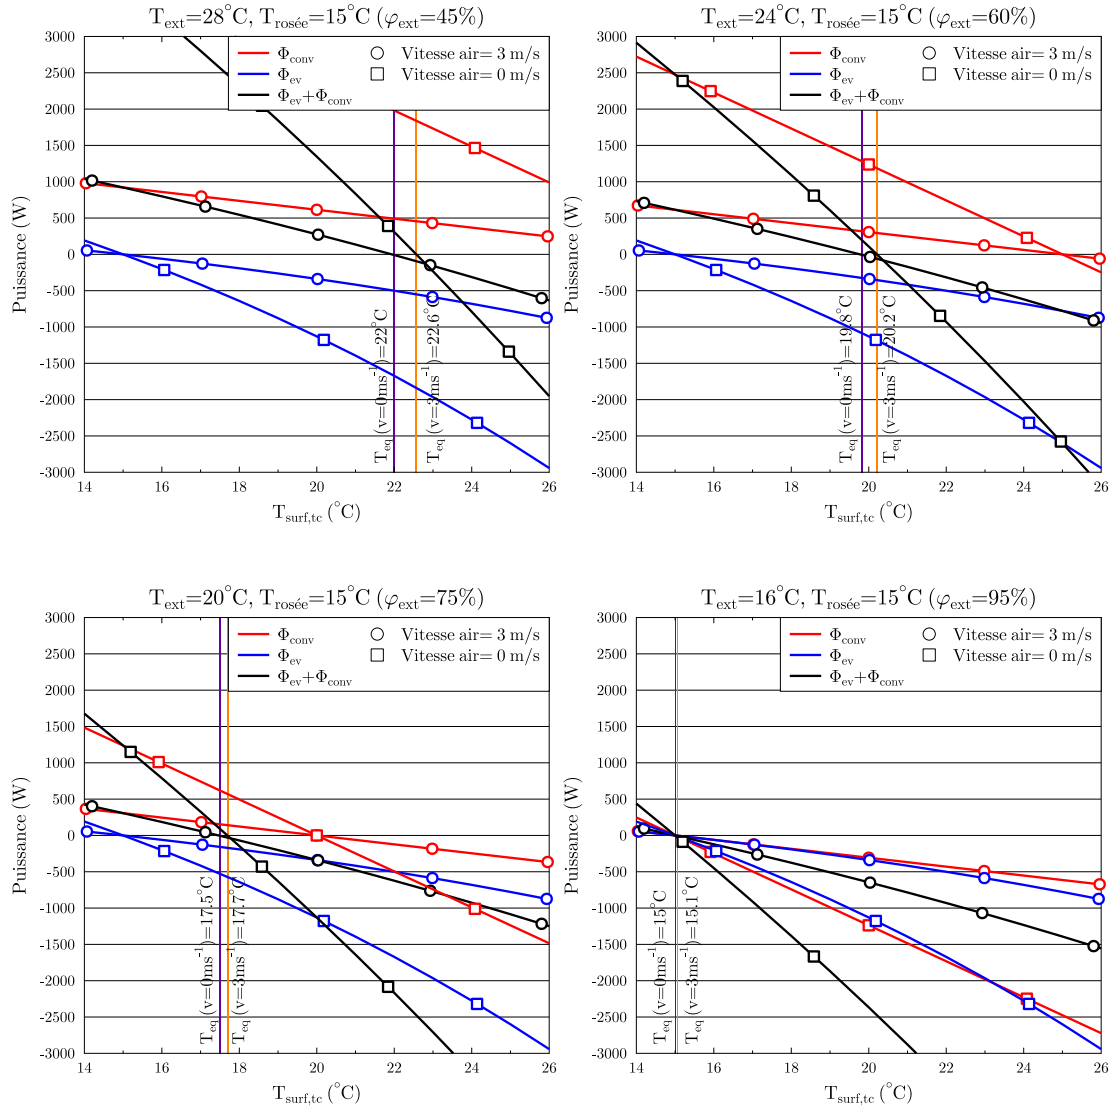 T_ext=28°C, T_rosée=15°C (φ_ext=45%)
3000
2500
2000
1500
1000
500
0
-500
-1000
-1500
-2000
-2500
-3000
14
16
18
20
22
24
26
Puissance (W)
T_surf,tc (°C)
Φ_conv
Φ_ev
Φ_ev+Φ_conv
Vitesse air= 3 m/s
Vitesse air= 0 m/s
T_eq (v=0ms^-1)=22°C
T_eq (v=3ms^-1)=22.6°C
T_ext=24°C, T_rosée=15°C (φ_ext=60%)
3000
2500
2000
1500
1000
500
0
-500
-1000
-1500
-2000
-2500
-3000
14
16
18
20
22
24
26
Puissance (W)
T_surf,tc (°C)
Φ_conv
Φ_ev
Φ_ev+Φ_conv
Vitesse air= 3 m/s
Vitesse air= 0 m/s
T_eq (v=0ms^-1)=19.8°C
T_eq (v=3ms^-1)=20.2°C
T_ext=20°C, T_rosée=15°C (φ_ext=75%)
3000
2500
2000
1500
1000
500
0
-500
-1000
-1500
-2000
-2500
-3000
14
16
18
20
22
24
26
Puissance (W)
T_surf,tc (°C)
Φ_conv
Φ_ev
Φ_ev+Φ_conv
Vitesse air= 3 m/s
Vitesse air= 0 m/s
T_eq (v=0ms^-1)=17.5°C
T_eq (v=3ms^-1)=17.7°C
T_ext=16°C, T_rosée=15°C (φ_ext=95%)
3000
2500
2000
1500
1000
500
0
-500
-1000
-1500
-2000
-2500
-3000
14
16
18
20
22
24
26
Puissance (W)
T_surf,tc (°C)
Φ_conv
Φ_ev
Φ_ev+Φ_conv
Vitesse air= 3 m/s
Vitesse air= 0 m/s
T_eq (v=0ms^-1)=15°C
T_eq (v=3ms^-1)=15.1°C